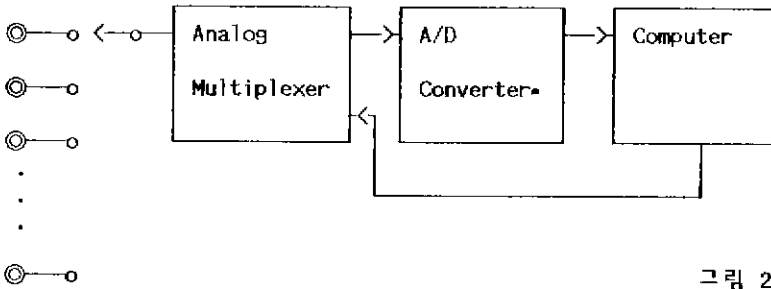 Analog
Multiplexer
A/D
Converter
Computer
그림 2